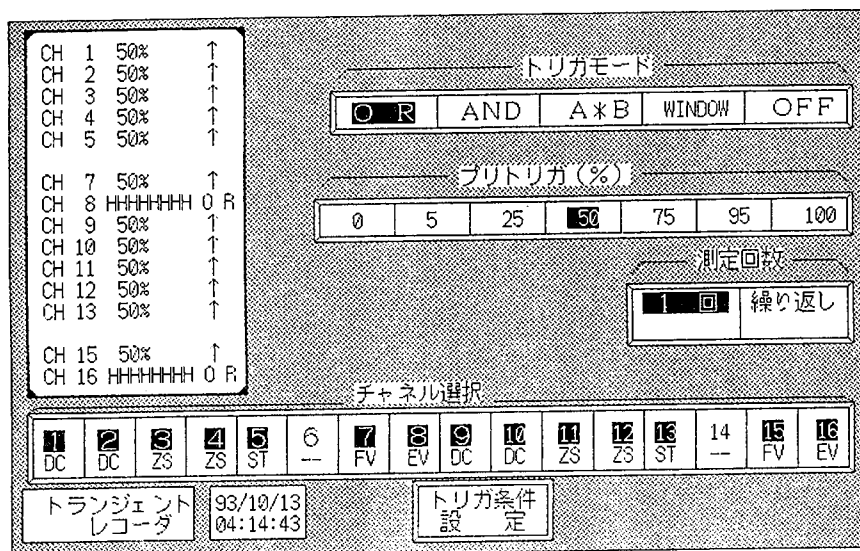 CH 1 50% ↑
CH 2 50% ↑
CH 3 50% ↑
CH 4 50% ↑
CH 5 50% ↑
CH 7 50% ↑
CH 8 HHHHHHHH O R
CH 9 50% ↑
CH 10 50% ↑
CH 11 50% ↑
CH 12 50% ↑
CH 13 50% ↑
CH 15 50% ↑
CH 16 HHHHHHHH O R
トリガモード
O R AND A*B WINDOW OFF
プリトリガ(%)
0 5 25 50 75 95 100
測定回数
1 回 繰り返し
チャネル選択
1 2 3 4 5 6 7 8 9 10 11 12 13 14 15 16
DC DC ZS ZS ST -- FV EV DC DC ZS ZS ST -- FV EV
トランジェント
レコーダ
93/10/13
04:14:43
トリガ条件
設 定